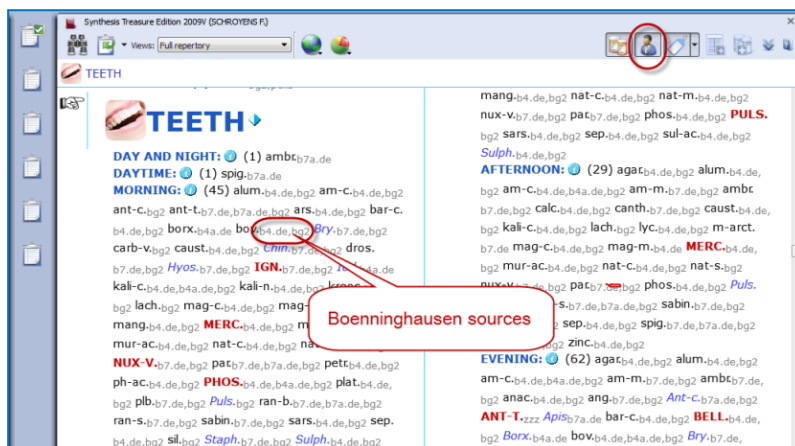 Synthesis Treasure Edition 2009V (SCHROYENS F.)
Views: Full repertory
TEETH
TEETH
DAY AND NIGHT: (1) ambr.b7a.de
DAYTIME: (1) spig.b7a.de
MORNING: (45) alum.b4.de,bg2 am-c.b4.de,bg2
ant-c.bg2 ant-t.b7.de,b7a.de,bg2 ars.b4.de,bg2 bar-c.
b4.de,bg2 borx.b4a.de bov.b4.de,bg2 Bry.b7.de,bg2
carb-v.bg2 caust.b4.de,bg2 Chin.b7.de,bg2 dros.
b7.de,bg2 Hyos.b7.de,bg2 IGN.b7.de,bg2
kali-c.b4.de,b4a.de,bg2 kali-n.b4.de,bg2
bg2 lach.bg2 mag-c.b4.de,bg2
mang.b4.de,bg2 MERC.b4.de,bg2
mur-ac.b4.de,bg2 nat-c.b4.de,bg2
NUX-V.b7.de,bg2 par.b7.de,b7a.de,bg2 petr.b4.de,bg2
ph-ac.b4.de,bg2 PHOS.b4.de,b4a.de,bg2 plat.b4.de,
bg2 plb.b7.de,bg2 Puls.bg2 ran-b.b7.de,b7a.de,bg2
ran-s.b7.de,bg2 sabin.b7.de,bg2 sars.b4.de,bg2 sep.
b4.de,bg2 sil.bg2 Staph.b7.de,bg2 Sulph.b4.de,bg2
Boenninghausen sources
mang.b4.de,bg2 nat-c.b4.de,bg2 nat-m.b4.de,bg2
nux-v.b7.de,bg2 par.b7.de,bg2 phos.b4.de,bg2 PULS.
bg2 sars.b4.de,bg2 sep.b4.de,bg2 sul-ac.b4.de,bg2
Sulph.b4.de,bg2
AFTERNOON: (29) agar.b4.de,bg2 alum.b4.de,
bg2 am-c.b4.de,b4a.de,bg2 am-m.b7.de,bg2 ambr.
b7.de,bg2 calc.b4.de,bg2 canth.b7.de,bg2 caust.b4.de,
bg2 kali-c.b4.de,bg2 lach.bg2 lyc.b4.de,bg2 m-arct.
b7.de mag-c.b4.de,bg2 mag-m.b4.de MERC.b4.de,
bg2 mur-ac.b4.de,bg2 nat-c.b4.de,bg2 nat-s.bg2
nux-v.b7.de,bg2 par.b7.de,bg2 phos.b4.de,bg2 Puls.
s.b7.de,b7a.de,bg2 sabin.b7.de,bg2
sep.b4.de,bg2 spig.b7.de,b7a.de,bg2
bg2 zinc.b4.de,bg2
EVENING: (62) agar.b4.de,bg2 alum.b4.de,bg2
am-c.b4.de,b4a.de,bg2 am-m.b7.de,bg2 ambr.b7.de,
bg2 anac.b4.de,bg2 ang.b7.de,bg2 Ant-c.b7.de,b7a.de,bg2
ANT-T.zzz Apisb7a.de bar-c.b4.de,bg2 BELL.b4.de,
bg2 Borx.b4a.de bov.b4.de,b4a.de,bg2 Bry.b7.de,